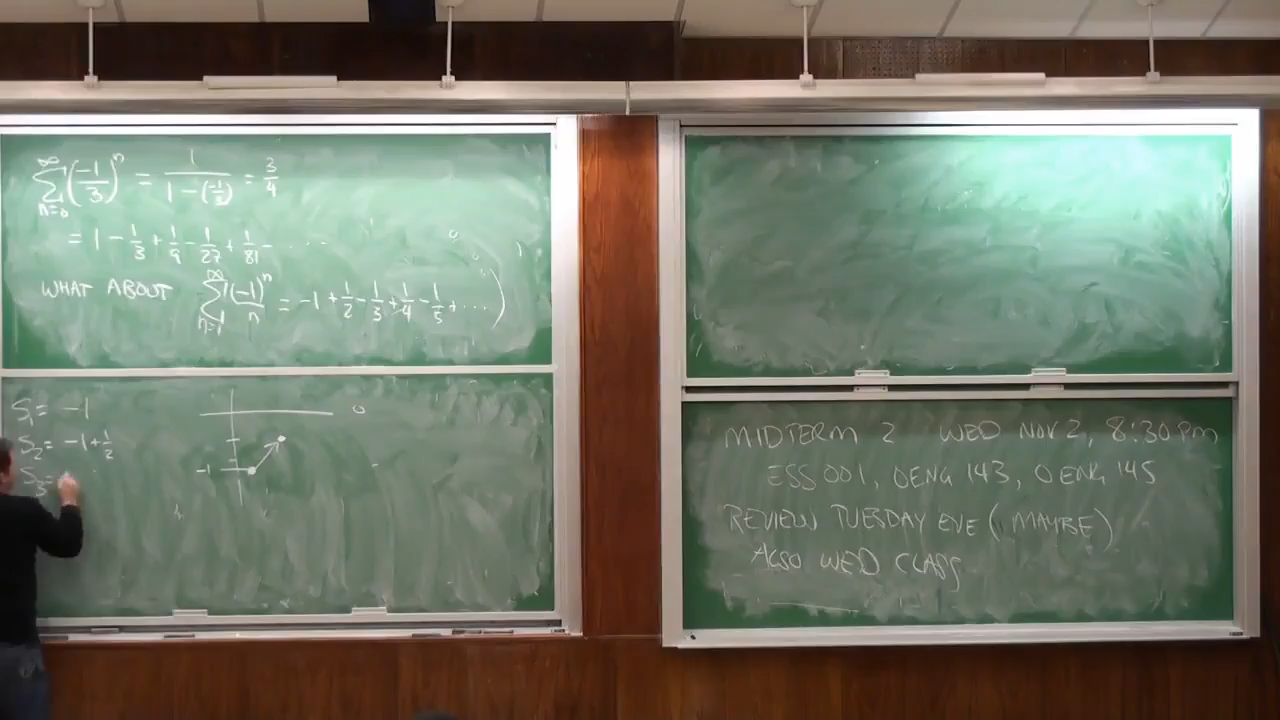 ∞∑n=0 (-1/3)^n = 1/(1-(-1/3)) = 3/4
= 1 - 1/3 + 1/9 - 1/27 + 1/81 - ....
WHAT ABOUT ∞∑n=1 (-1)^n/n = -1 + 1/2 - 1/3 + 1/4 - 1/5 + ... )
S1 = -1
S2 = -1 + 1/2
S3 =
0
-1
1
MIDTERM 2 WED NOV 2, 8:30 PM
ESS 001, OENG 143, OENG 145
REVIEW TUESDAY EVE (MAYBE)
ALSO WED CLASS